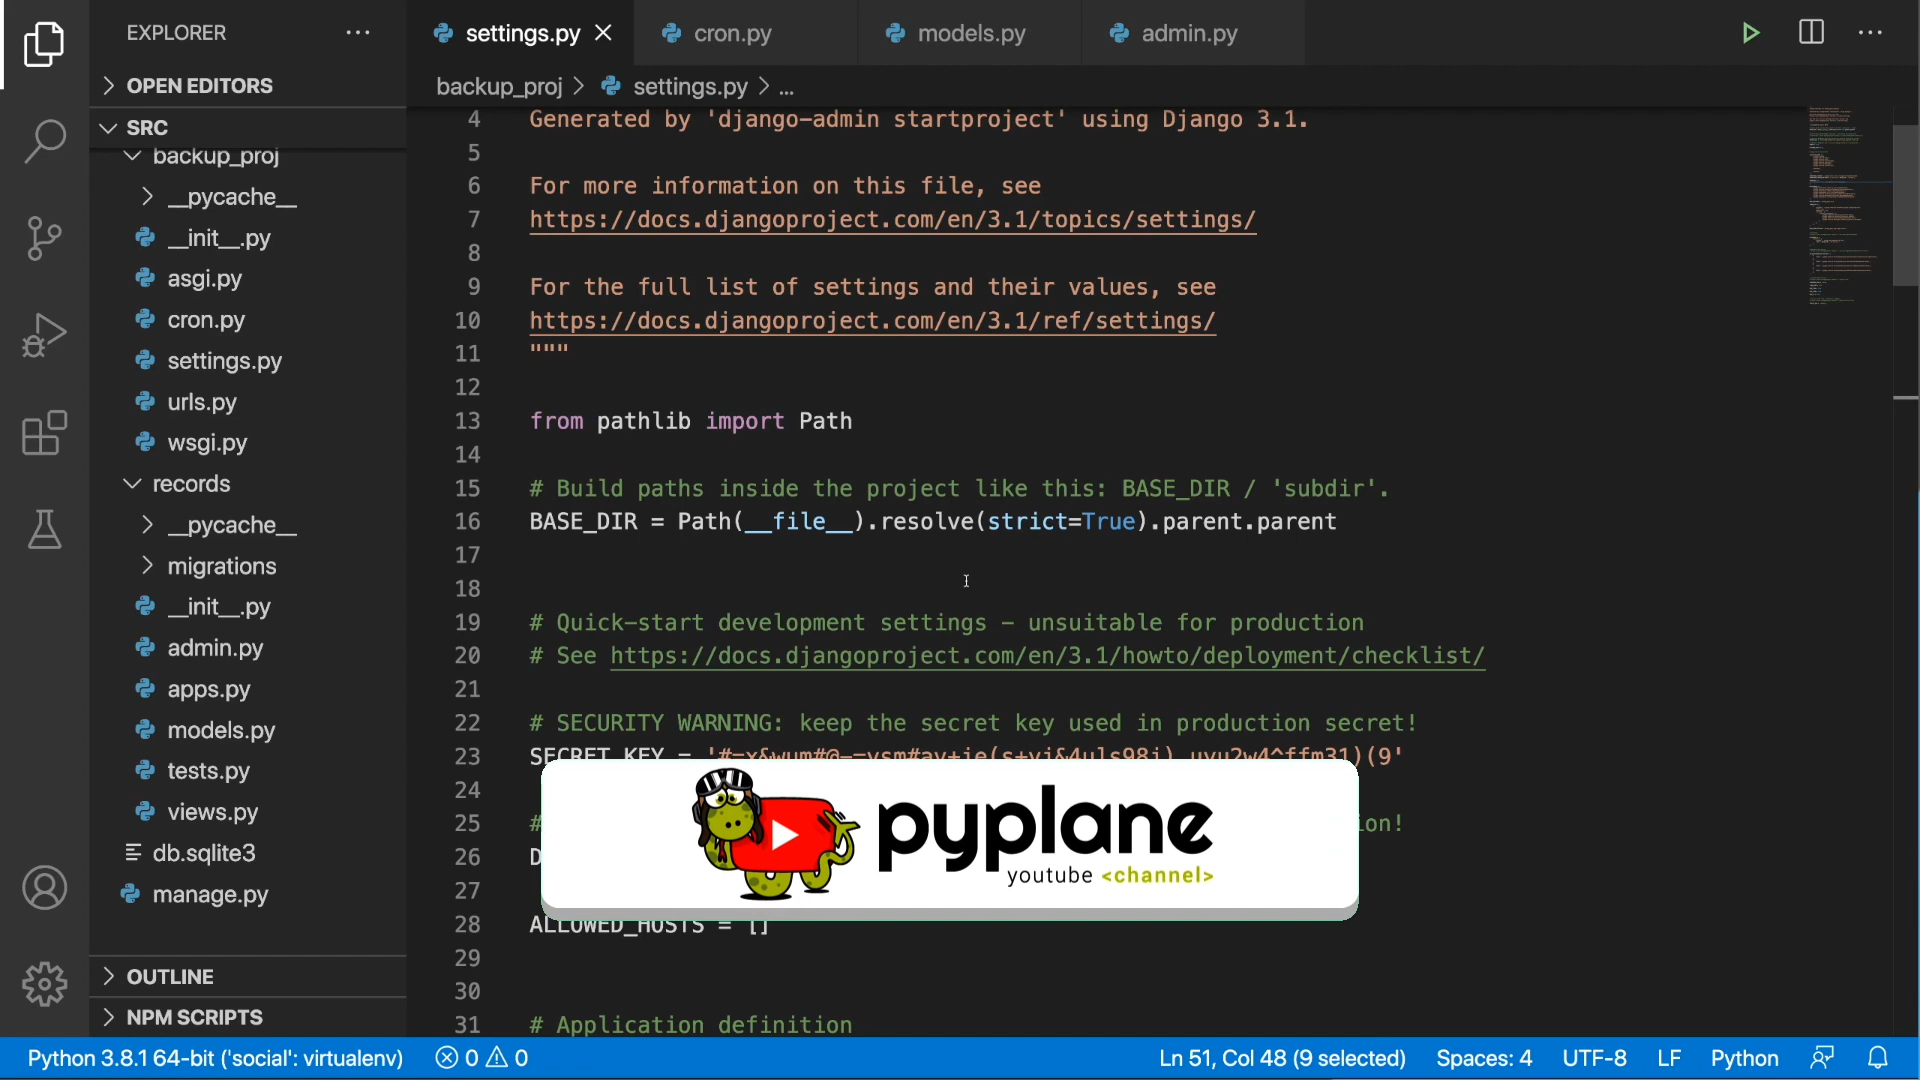 EXPLORER
OPEN EDITORS
SRC
backup_proj
__pycache__
__init__.py
asgi.py
cron.py
settings.py
urls.py
wsgi.py
records
__pycache__
migrations
__init__.py
admin.py
apps.py
models.py
tests.py
views.py
db.sqlite3
manage.py
OUTLINE
NPM SCRIPTS
settings.py
cron.py
models.py
admin.py
backup_proj > settings.py > ...
4 Generated by 'django-admin startproject' using Django 3.1.
5
6 For more information on this file, see
7 https://docs.djangoproject.com/en/3.1/topics/settings/
8
9 For the full list of settings and their values, see
10 https://docs.djangoproject.com/en/3.1/ref/settings/
11 """
12
13 from pathlib import Path
14
15 # Build paths inside the project like this: BASE_DIR / 'subdir'.
16 BASE_DIR = Path(__file__).resolve(strict=True).parent.parent
17
18
19 # Quick-start development settings - unsuitable for production
20 # See https://docs.djangoproject.com/en/3.1/howto/deployment/checklist/
21
22 # SECURITY WARNING: keep the secret key used in production secret!
23 SECRET_KEY =
24
25 #
26 D
27
28 ALLOWED_HOSTS = []
29
30
31 # Application definition
pyplane
youtube <channel>
Python 3.8.1 64-bit ('social': virtualenv)
0 0
Ln 51, Col 48 (9 selected)
Spaces: 4
UTF-8
LF
Python